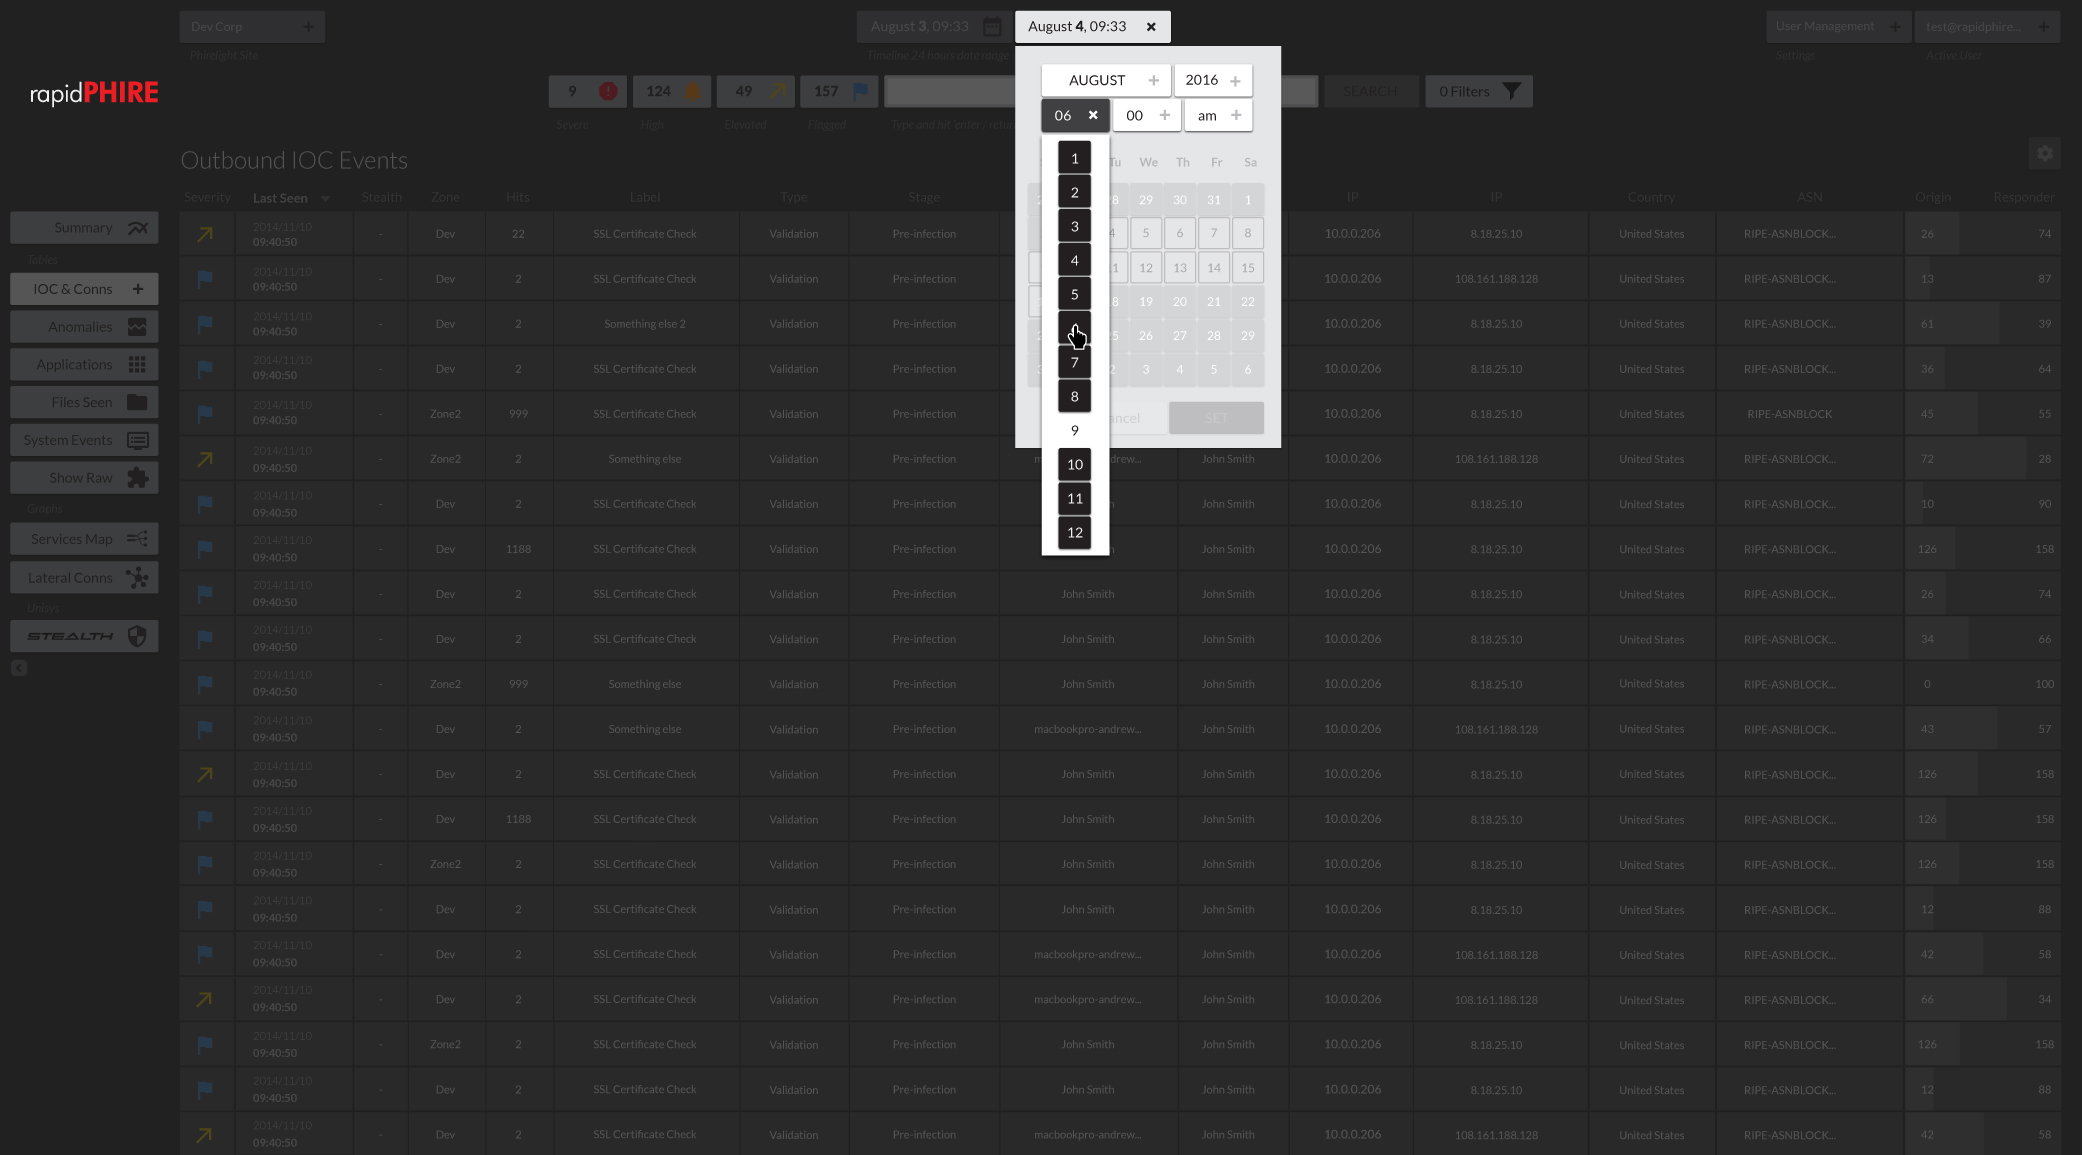 Dev Corp +
August 3, 09:33
August 4, 09:33 ×
User Management +
test@rapidphire... +
Phirelight Site
Timeline 24 hours date range
Settings
Active User
rapidPHIRE
9
124
49
157
SEARCH
0 Filters
Severe
High
Elevated
Flagged
Type and hit 'enter / retur
AUGUST +
2016 +
06 ×
00 +
am +
Tu We Th Fr Sa
29 30 31 1
4 5 6 7 8
11 12 13 14 15
19 20 21 22
25 26 27 28 29
2 3 4 5 6
ancel
SET
1
2
3
4
5
7
8
9
10
11
12
Outbound IOC Events
Severity Last Seen Stealth Zone Hits Label Type Stage IP IP Country ASN Origin Responder
2014/11/10 09:40:50 - Dev 22 SSL Certificate Check Validation Pre-infection 10.0.0.206 8.18.25.10 United States RIPE-ASNBLOCK... 26 74
2014/11/10 09:40:50 - Dev 2 SSL Certificate Check Validation Pre-infection 10.0.0.206 108.161.188.128 United States RIPE-ASNBLOCK... 13 87
2014/11/10 09:40:50 - Dev 2 Something else 2 Validation Pre-infection 10.0.0.206 8.18.25.10 United States RIPE-ASNBLOCK... 61 39
2014/11/10 09:40:50 - Dev 2 SSL Certificate Check Validation Pre-infection 10.0.0.206 8.18.25.10 United States RIPE-ASNBLOCK... 36 64
2014/11/10 09:40:50 - Zone2 999 SSL Certificate Check Validation Pre-infection 10.0.0.206 8.18.25.10 United States RIPE-ASNBLOCK 45 55
2014/11/10 09:40:50 - Zone2 2 Something else Validation Pre-infection John Smith 10.0.0.206 108.161.188.128 United States RIPE-ASNBLOCK... 72 28
2014/11/10 09:40:50 - Dev 2 SSL Certificate Check Validation Pre-infection John Smith 10.0.0.206 8.18.25.10 United States RIPE-ASNBLOCK... 10 90
2014/11/10 09:40:50 - Dev 1188 SSL Certificate Check Validation Pre-infection John Smith 10.0.0.206 8.18.25.10 United States RIPE-ASNBLOCK... 126 158
2014/11/10 09:40:50 - Dev 2 SSL Certificate Check Validation Pre-infection John Smith John Smith 10.0.0.206 8.18.25.10 United States RIPE-ASNBLOCK... 26 74
2014/11/10 09:40:50 - Dev 2 SSL Certificate Check Validation Pre-infection John Smith John Smith 10.0.0.206 8.18.25.10 United States RIPE-ASNBLOCK... 34 66
2014/11/10 09:40:50 - Zone2 999 Something else Validation Pre-infection John Smith John Smith 10.0.0.206 8.18.25.10 United States RIPE-ASNBLOCK... 0 100
2014/11/10 09:40:50 - Dev 2 Something else Validation Pre-infection macbookpro-andrew... John Smith 10.0.0.206 108.161.188.128 United States RIPE-ASNBLOCK... 43 57
2014/11/10 09:40:50 - Dev 2 SSL Certificate Check Validation Pre-infection John Smith John Smith 10.0.0.206 8.18.25.10 United States RIPE-ASNBLOCK... 126 158
2014/11/10 09:40:50 - Dev 1188 SSL Certificate Check Validation Pre-infection John Smith John Smith 10.0.0.206 8.18.25.10 United States RIPE-ASNBLOCK... 126 158
2014/11/10 09:40:50 - Zone2 2 SSL Certificate Check Validation Pre-infection John Smith John Smith 10.0.0.206 8.18.25.10 United States RIPE-ASNBLOCK... 126 158
2014/11/10 09:40:50 - Dev 2 SSL Certificate Check Validation Pre-infection John Smith John Smith 10.0.0.206 8.18.25.10 United States RIPE-ASNBLOCK... 12 88
2014/11/10 09:40:50 - Dev 2 SSL Certificate Check Validation Pre-infection macbookpro-andrew... John Smith 10.0.0.206 108.161.188.128 United States RIPE-ASNBLOCK... 42 58
2014/11/10 09:40:50 - Dev 2 SSL Certificate Check Validation Pre-infection macbookpro-andrew... John Smith 10.0.0.206 108.161.188.128 United States RIPE-ASNBLOCK... 66 34
2014/11/10 09:40:50 - Zone2 2 SSL Certificate Check Validation Pre-infection John Smith John Smith 10.0.0.206 8.18.25.10 United States RIPE-ASNBLOCK... 126 158
2014/11/10 09:40:50 - Dev 2 SSL Certificate Check Validation Pre-infection John Smith John Smith 10.0.0.206 8.18.25.10 United States RIPE-ASNBLOCK... 12 88
2014/11/10 09:40:50 - Dev 2 SSL Certificate Check Validation Pre-infection macbookpro-andrew... John Smith 10.0.0.206 108.161.188.128 United States RIPE-ASNBLOCK... 42 58
Summary
Tables
IOC & Conns +
Anomalies
Applications
Files Seen
System Events
Show Raw
Graphs
Services Map
Lateral Conns
Unisys
STEALTH